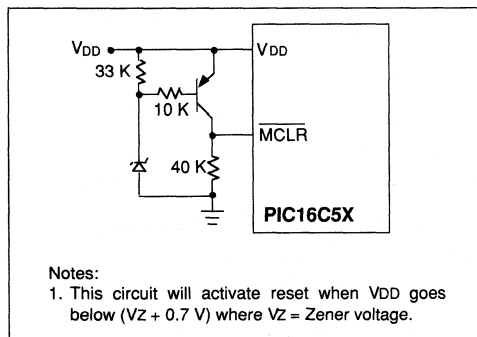 VDD
VDD
33 K
10 K
MCLR
40 K
PIC16C5X
Notes:
1. This circuit will activate reset when VDD goes
below (VZ + 0.7 V) where VZ = Zener voltage.